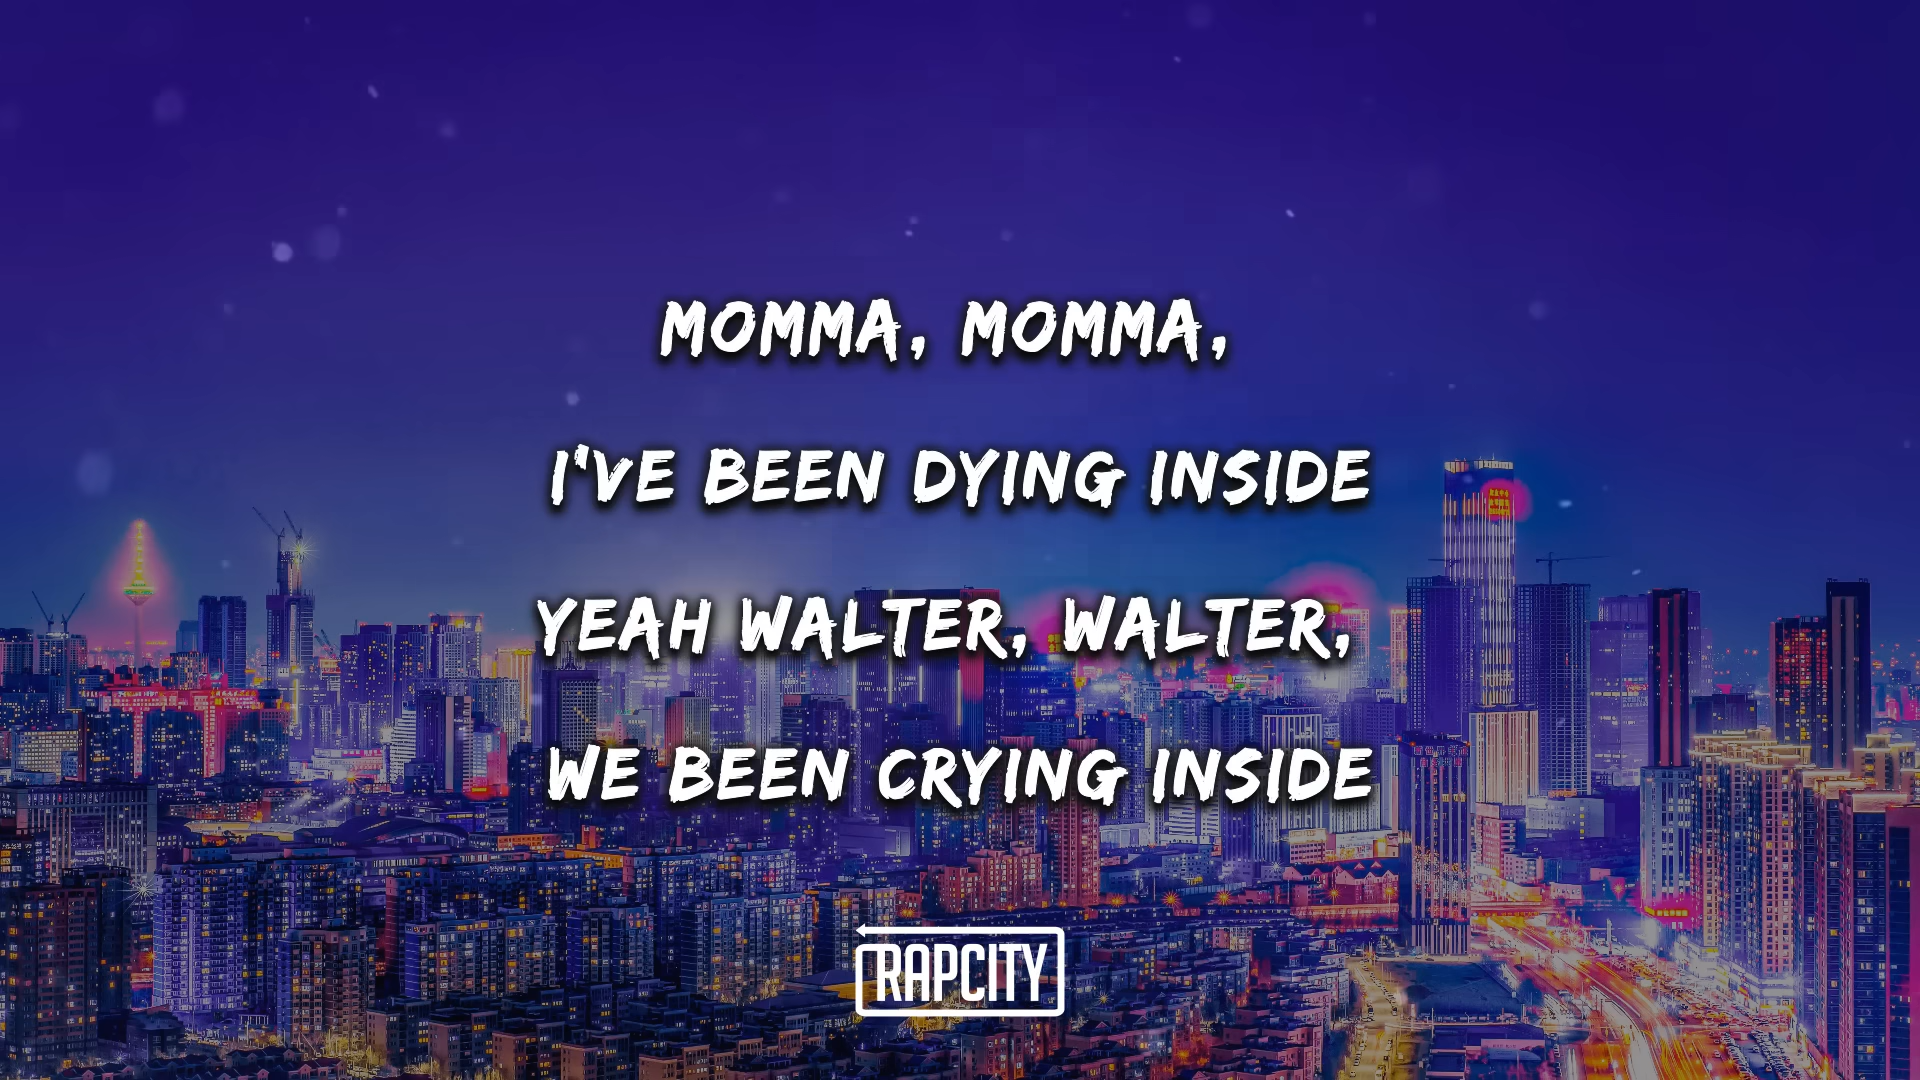 MOMMA, MOMMA,
I'VE BEEN DYING INSIDE
YEAH WALTER, WALTER,
WE BEEN CRYING INSIDE
RAPCITY